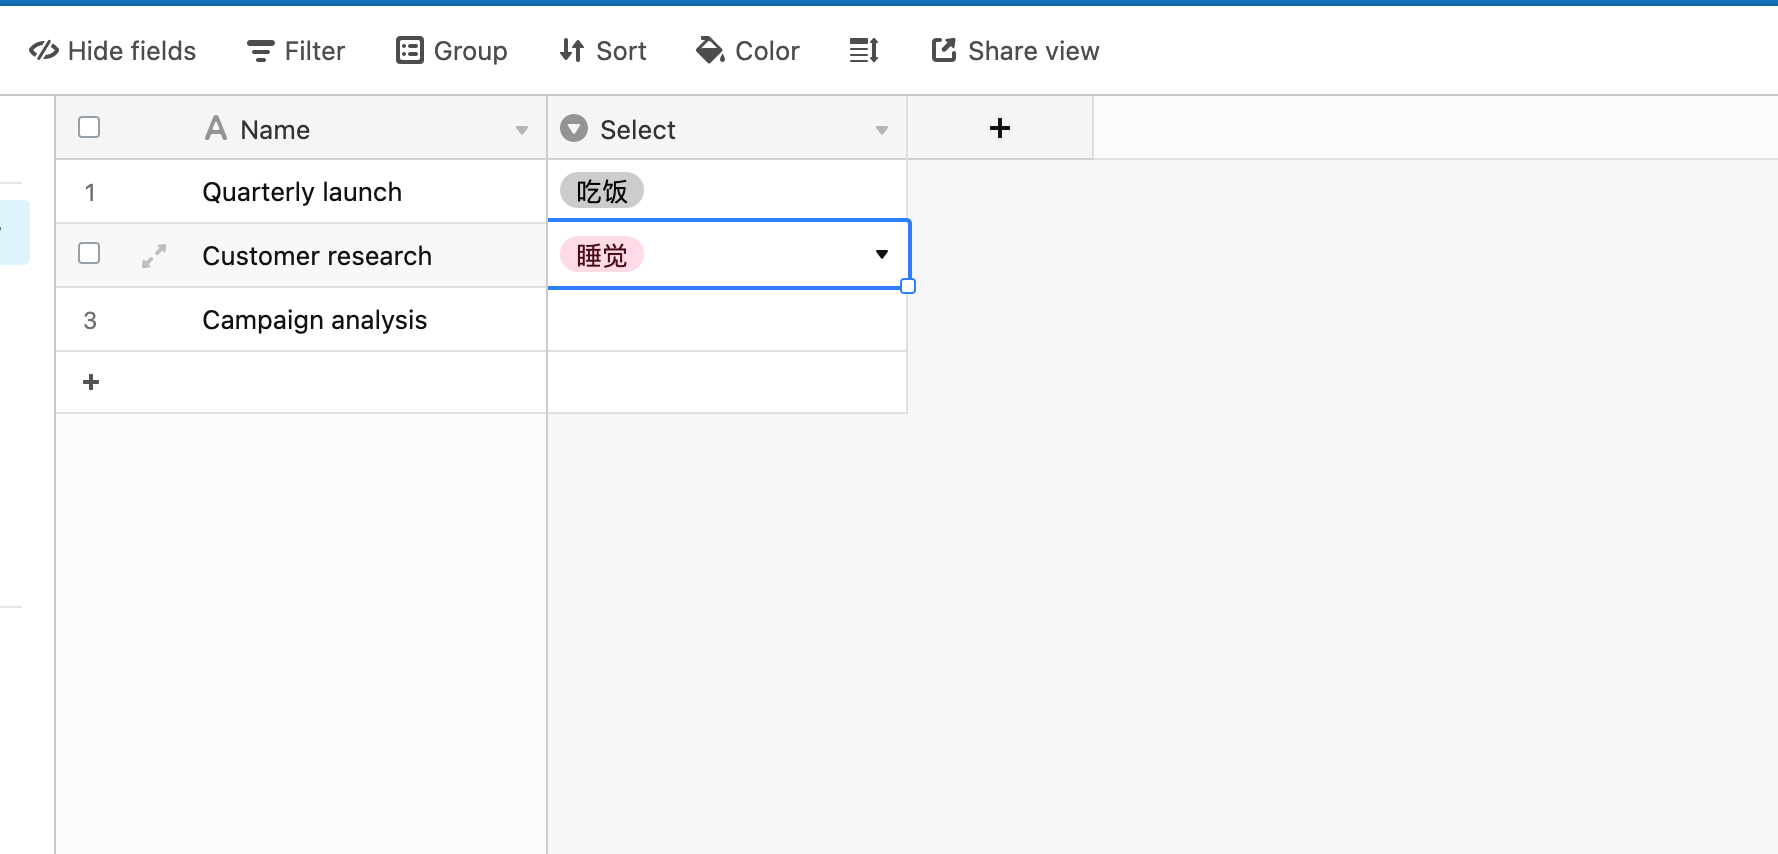 Hide fields Filter Group Sort Color Share view
Name Select
1 Quarterly launch 吃饭
Customer research 睡觉
3 Campaign analysis